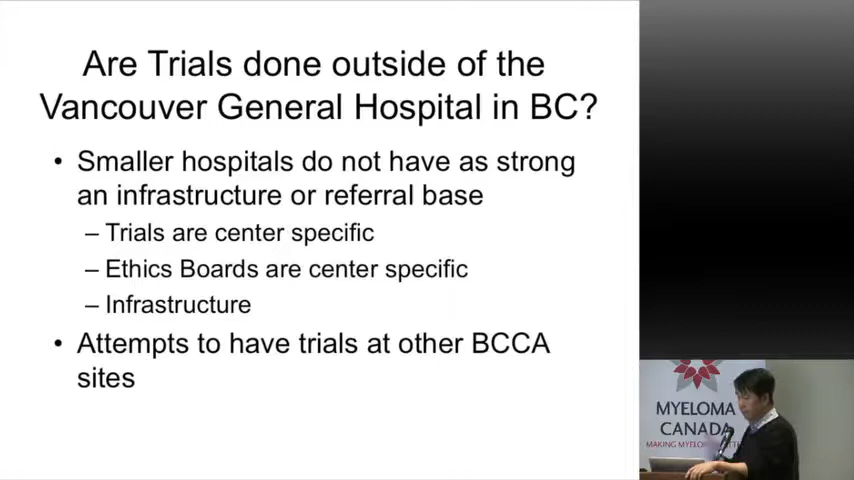 Are Trials done outside of the
Vancouver General Hospital in BC?
• Smaller hospitals do not have as strong
an infrastructure or referral base
– Trials are center specific
– Ethics Boards are center specific
– Infrastructure
• Attempts to have trials at other BCCA
sites
MYELOMA
CANADA
MAKING MYELOMA